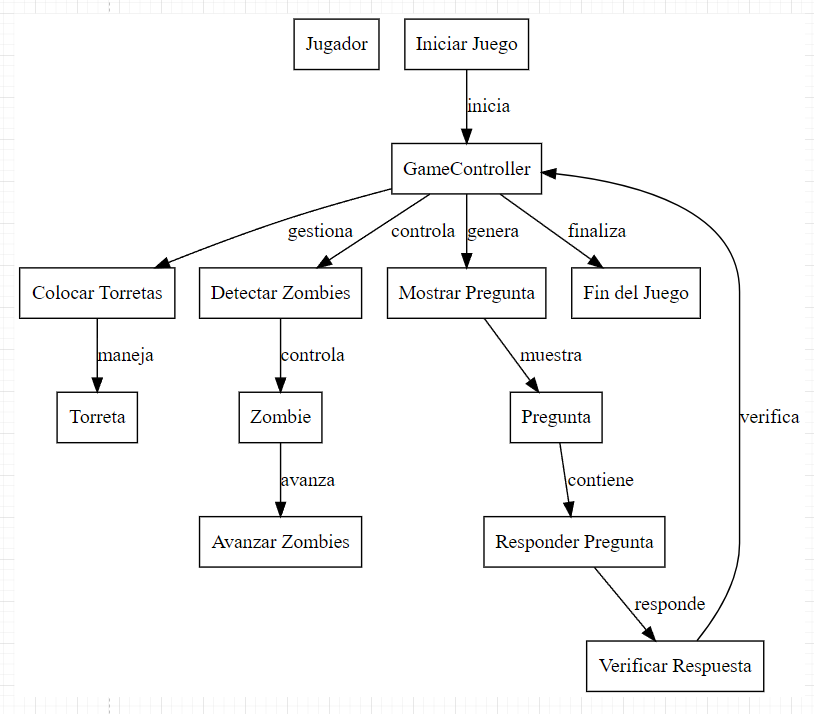 Jugador
Iniciar Juego
inicia
GameController
gestiona
controla
genera
finaliza
Colocar Torretas
Detectar Zombies
Mostrar Pregunta
Fin del Juego
maneja
controla
muestra
Torreta
Zombie
Pregunta
verifica
avanza
contiene
Avanzar Zombies
Responder Pregunta
responde
Verificar Respuesta